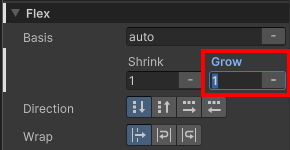 Flex
Basis auto
Shrink Grow
1 1
Direction
Wrap